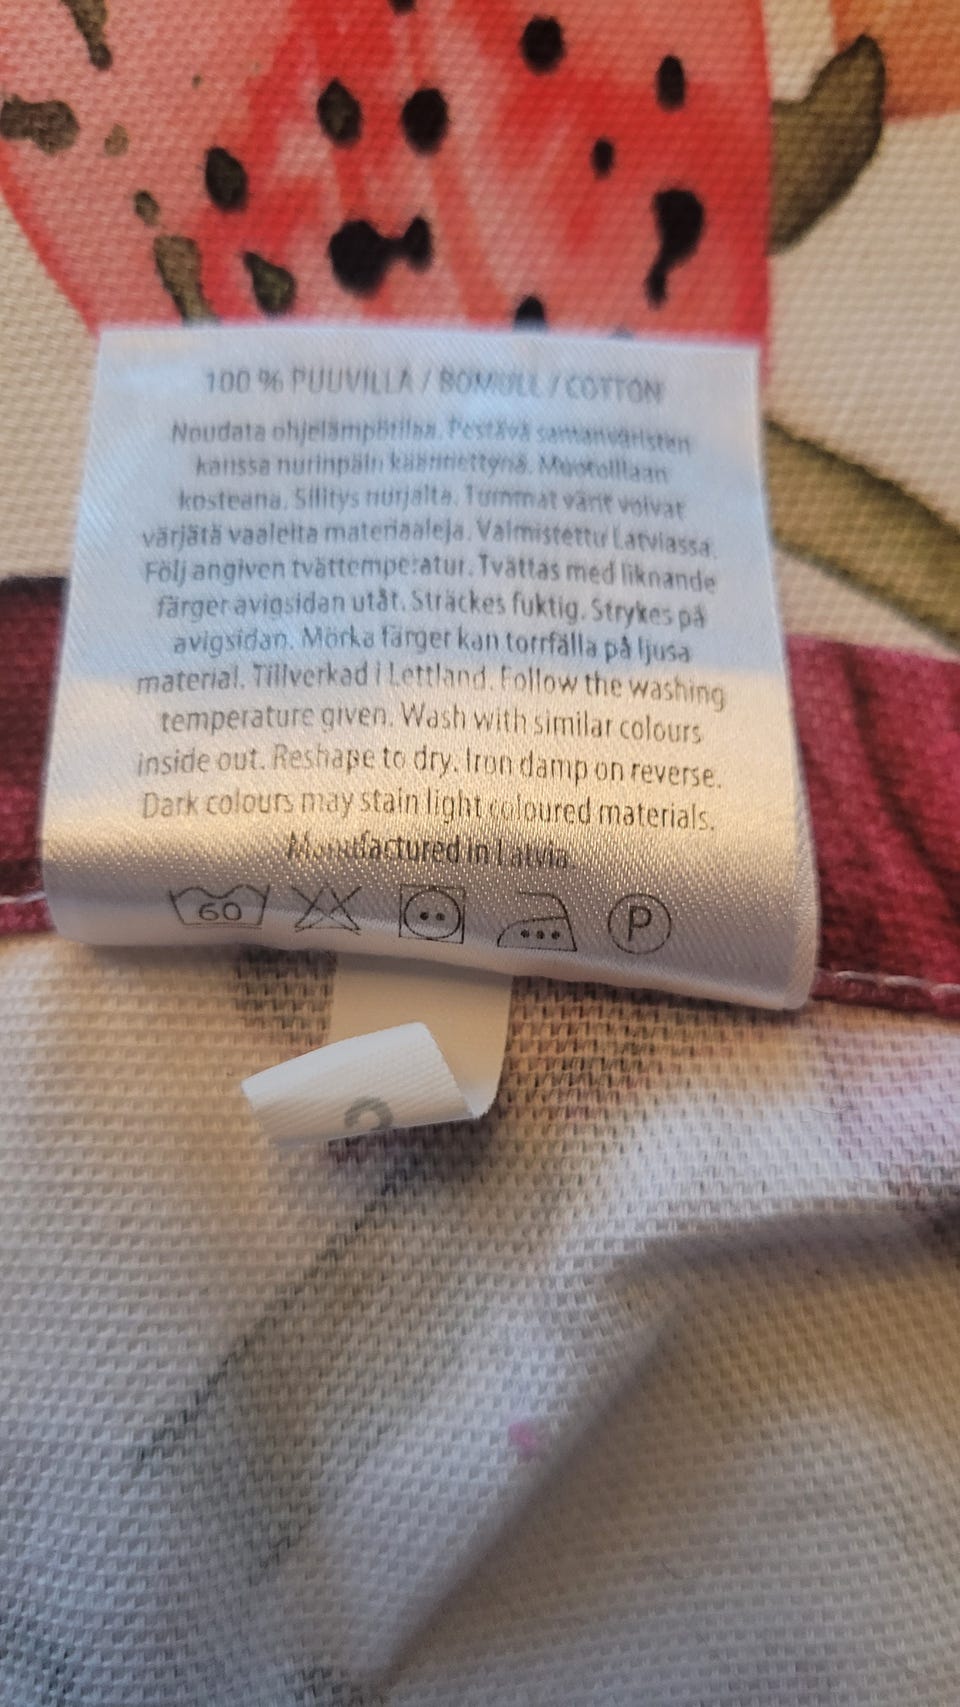 100 % PUUVILLA / BOMULL / COTTON
Noudata ohjelämpötilaa. Pestävä samanväristen
kanssa nurinpäin käännettynä. Muotoillaan
kosteana. Silitys nurjalta. Tummat värit voivat
värjätä vaaleita materiaaleja. Valmistettu Latviassa.
Följ angiven tvättemperatur. Tvättas med liknande
färger avigsidan utåt. Sträckes fuktig. Strykes på
avigsidan. Mörka färger kan torrfälla på ljusa
material. Tillverkad i Lettland. Follow the washing
temperature given. Wash with similar colours
inside out. Reshape to dry. Iron damp on reverse.
Dark colours may stain light coloured materials.
Manufactured in Latvia.
60 P